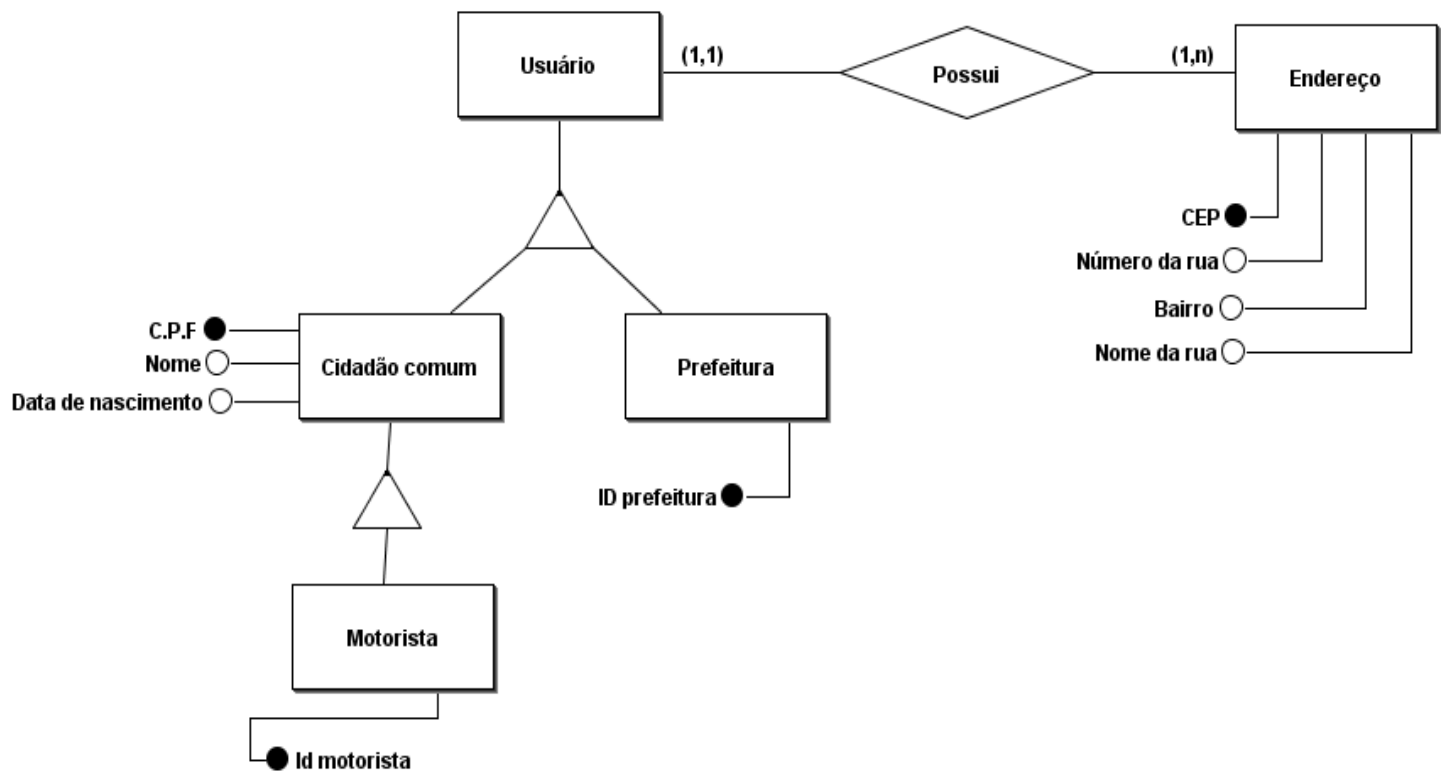 Usuário
(1,1)
Possui
(1,n)
Endereço
CEP
Número da rua
Bairro
Nome da rua
C.P.F
Nome
Data de nascimento
Cidadão comum
Prefeitura
ID prefeitura
Motorista
Id motorista